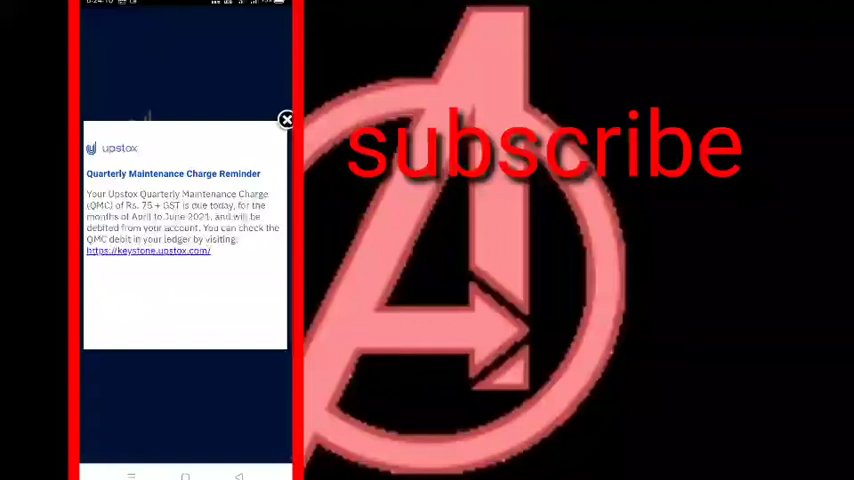 upstox
Quarterly Maintenance Charge Reminder
Your Upstox Quarterly Maintenance Charge
(QMC) of Rs. 75 + GST is due today, for the
months of April to June 2021, and will be
debited from your account. You can check the
QMC debit in your ledger by visiting:
https://keystone.upstox.com/
subscribe